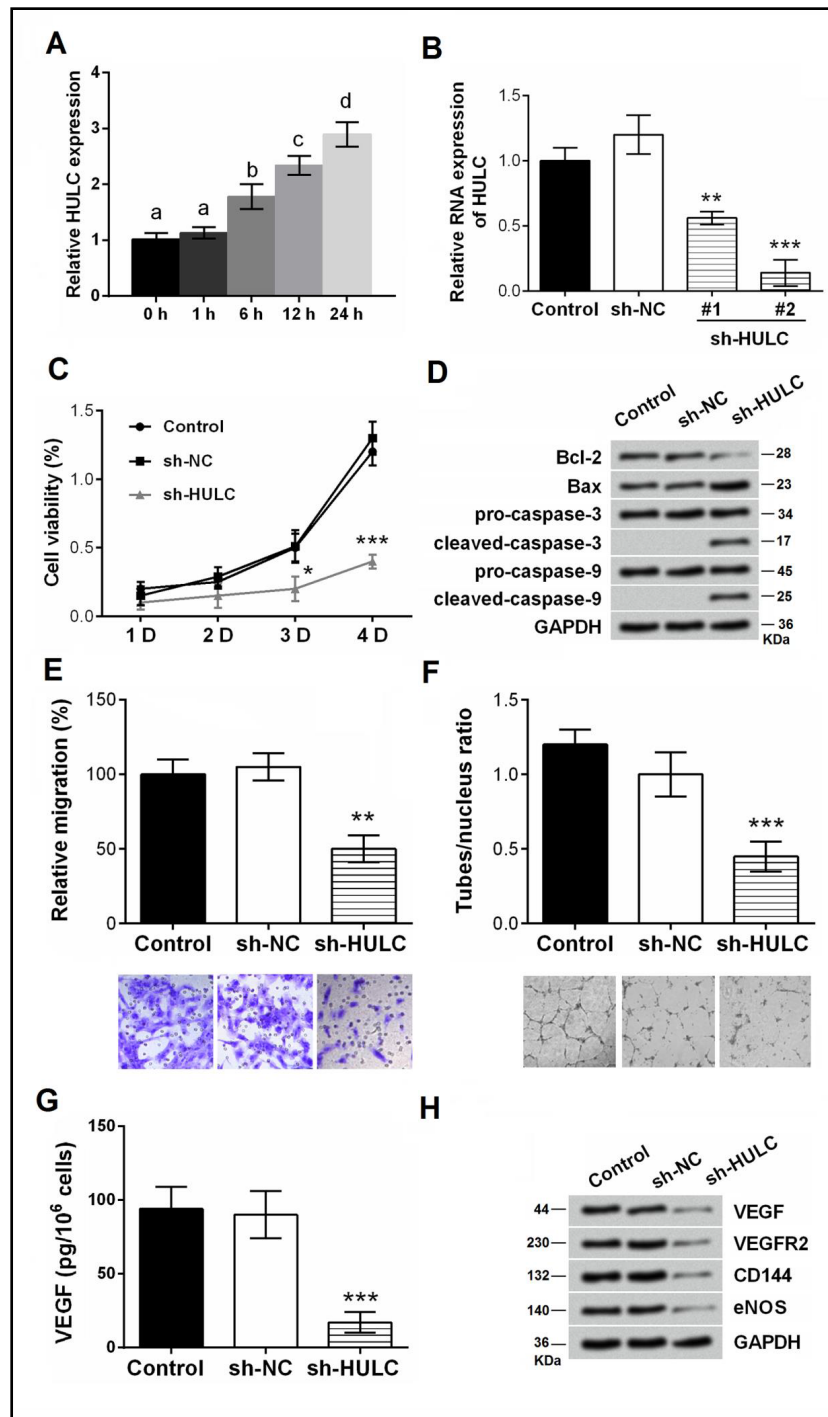 A
Relative HULC expression
4
3
2
1
0
a
a
b
c
d
0 h
1 h
6 h
12 h
24 h
B
Relative RNA expression
of HULC
1.5
1.0
0.5
0.0
**
***
Control
sh-NC
#1
#2
sh-HULC
C
Cell viability (%)
1.5
1.0
0.5
0.0
Control
sh-NC
sh-HULC
*
***
1 D
2 D
3 D
4 D
D
Control
sh-NC
sh-HULC
Bcl-2
28
Bax
23
pro-caspase-3
34
cleaved-caspase-3
17
pro-caspase-9
45
cleaved-caspase-9
25
GAPDH
36
KDa
E
Relative migration (%)
150
100
50
0
**
Control
sh-NC
sh-HULC
F
Tubes/nucleus ratio
1.5
1.0
0.5
0.0
***
Control
sh-NC
sh-HULC
G
VEGF (pg/10⁶ cells)
150
100
50
0
***
Control
sh-NC
sh-HULC
H
Control
sh-NC
sh-HULC
44
VEGF
230
VEGFR2
132
CD144
140
eNOS
36
GAPDH
KDa